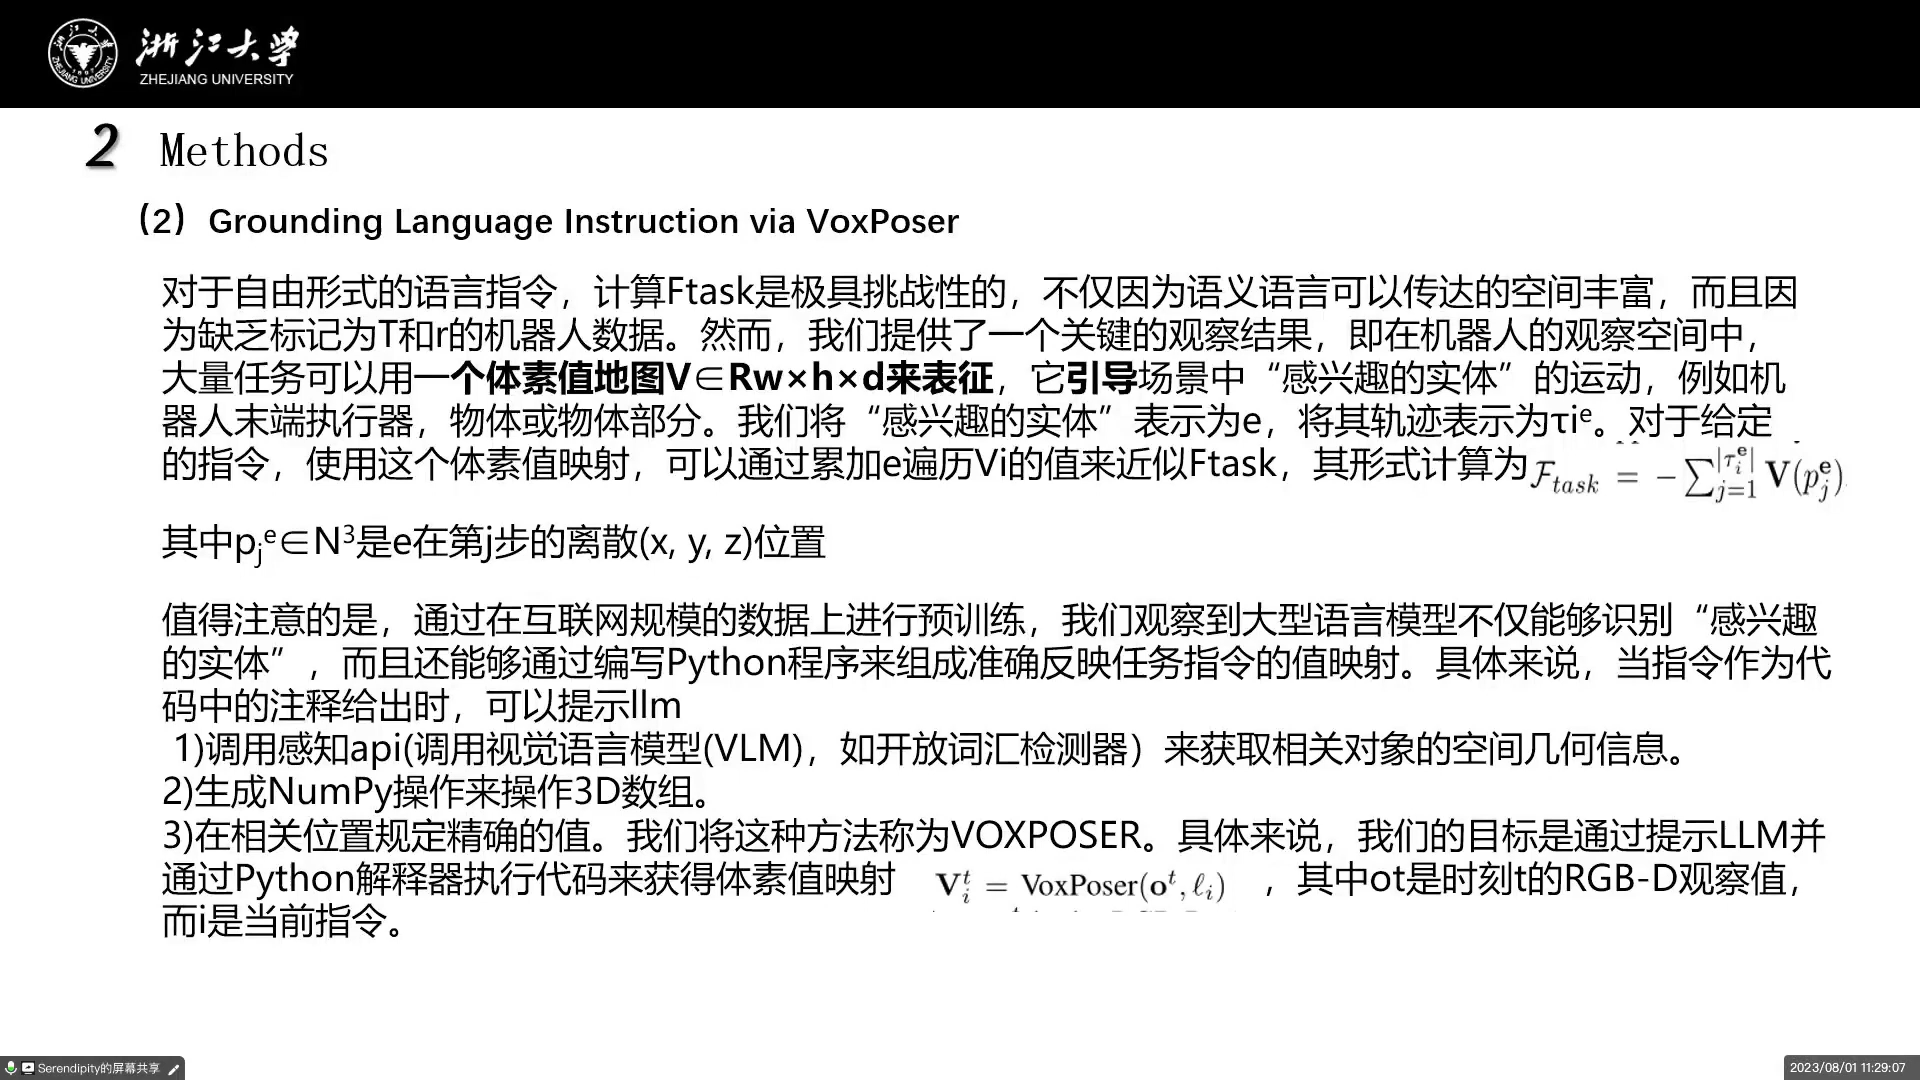 浙江大学
ZHEJIANG UNIVERSITY
2 Methods
（2）Grounding Language Instruction via VoxPoser
对于自由形式的语言指令，计算Ftask是极具挑战性的，不仅因为语义语言可以传达的空间丰富，而且因
为缺乏标记为T和r的机器人数据。然而，我们提供了一个关键的观察结果，即在机器人的观察空间中，
大量任务可以用一个体素值地图V∈Rw×h×d来表征，它引导场景中“感兴趣的实体”的运动，例如机
器人末端执行器，物体或物体部分。我们将“感兴趣的实体”表示为e，将其轨迹表示为τiᵉ。对于给定
的指令，使用这个体素值映射，可以通过累加e遍历Vi的值来近似Ftask，其形式计算为 $\mathcal{F}_{task} = -\sum_{j=1}^{|\tau_i^{\mathbf{e}}|} \mathbf{V}(p_j^{\mathbf{e}})$
其中pⱼᵉ∈N³是e在第j步的离散(x, y, z)位置
值得注意的是，通过在互联网规模的数据上进行预训练，我们观察到大型语言模型不仅能够识别“感兴趣
的实体”，而且还能够通过编写Python程序来组成准确反映任务指令的值映射。具体来说，当指令作为代
码中的注释给出时，可以提示llm
1)调用感知api(调用视觉语言模型(VLM)，如开放词汇检测器）来获取相关对象的空间几何信息。
2)生成NumPy操作来操作3D数组。
3)在相关位置规定精确的值。我们将这种方法称为VOXPOSER。具体来说，我们的目标是通过提示LLM并
通过Python解释器执行代码来获得体素值映射 $\mathbf{V}_i^t = \text{VoxPoser}(\mathbf{o}^t, \ell_i)$ ，其中ot是时刻t的RGB-D观察值，
而i是当前指令。
Serendipity的屏幕共享
2023/08/01 11:29:07